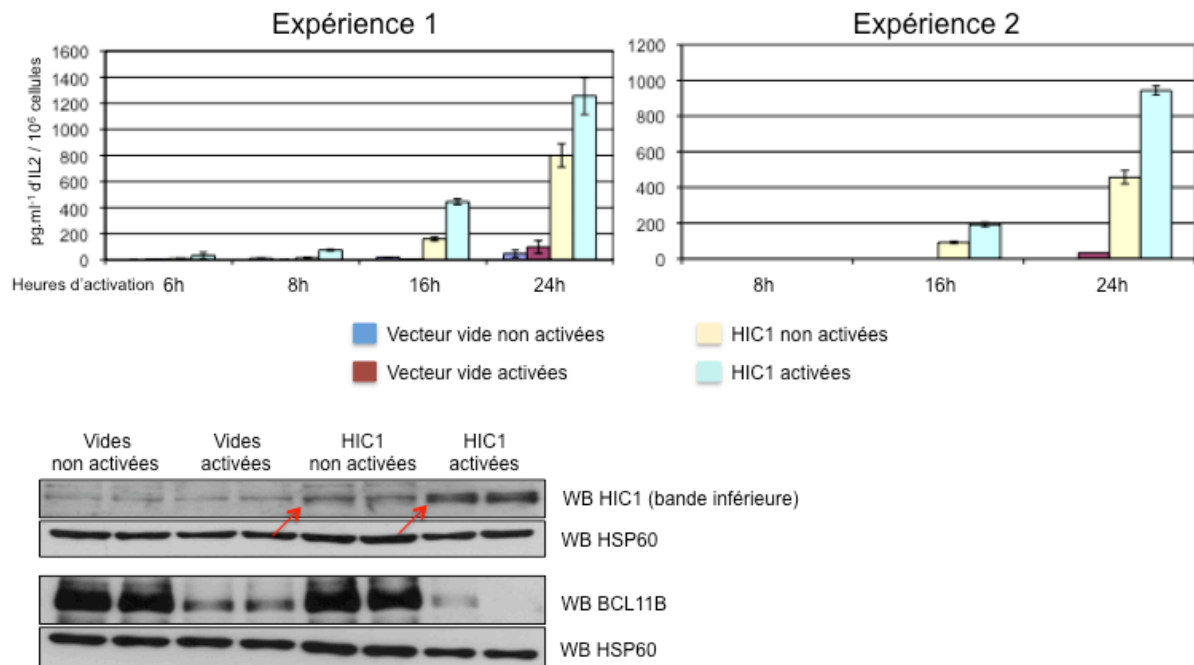 Expérience 1
Expérience 2
pg.ml⁻¹ d'IL2 / 10⁶ cellules
1600
1400
1200
1000
800
600
400
200
0
1200
1000
800
600
400
200
0
Heures d'activation 6h 8h 16h 24h
8h 16h 24h
Vecteur vide non activées
HIC1 non activées
Vecteur vide activées
HIC1 activées
Vides non activées
Vides activées
HIC1 non activées
HIC1 activées
WB HIC1 (bande inférieure)
WB HSP60
WB BCL11B
WB HSP60